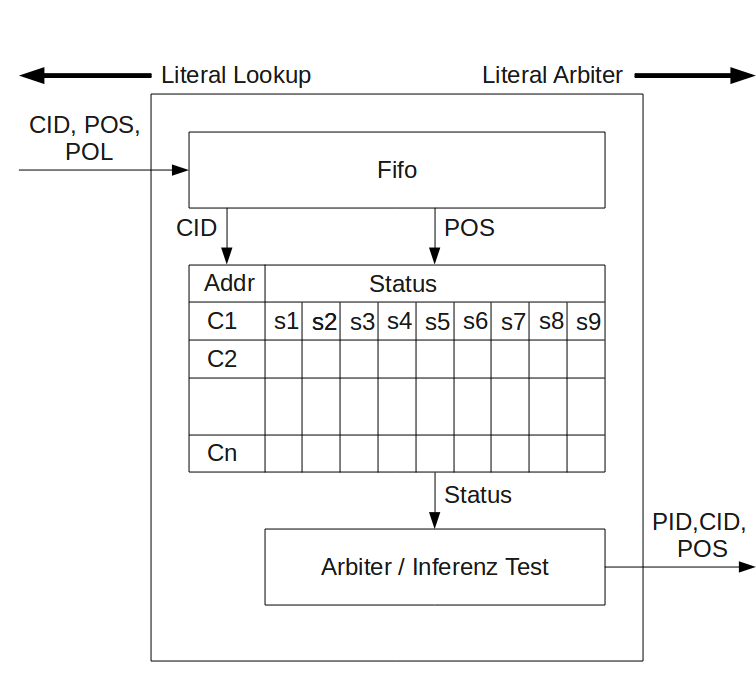 Literal Lookup
Literal Arbiter
CID, POS,
POL
Fifo
CID
POS
Addr
Status
C1 s1 s2 s3 s4 s5 s6 s7 s8 s9
C2
Cn
Status
PID,CID,
POS
Arbiter / Inferenz Test